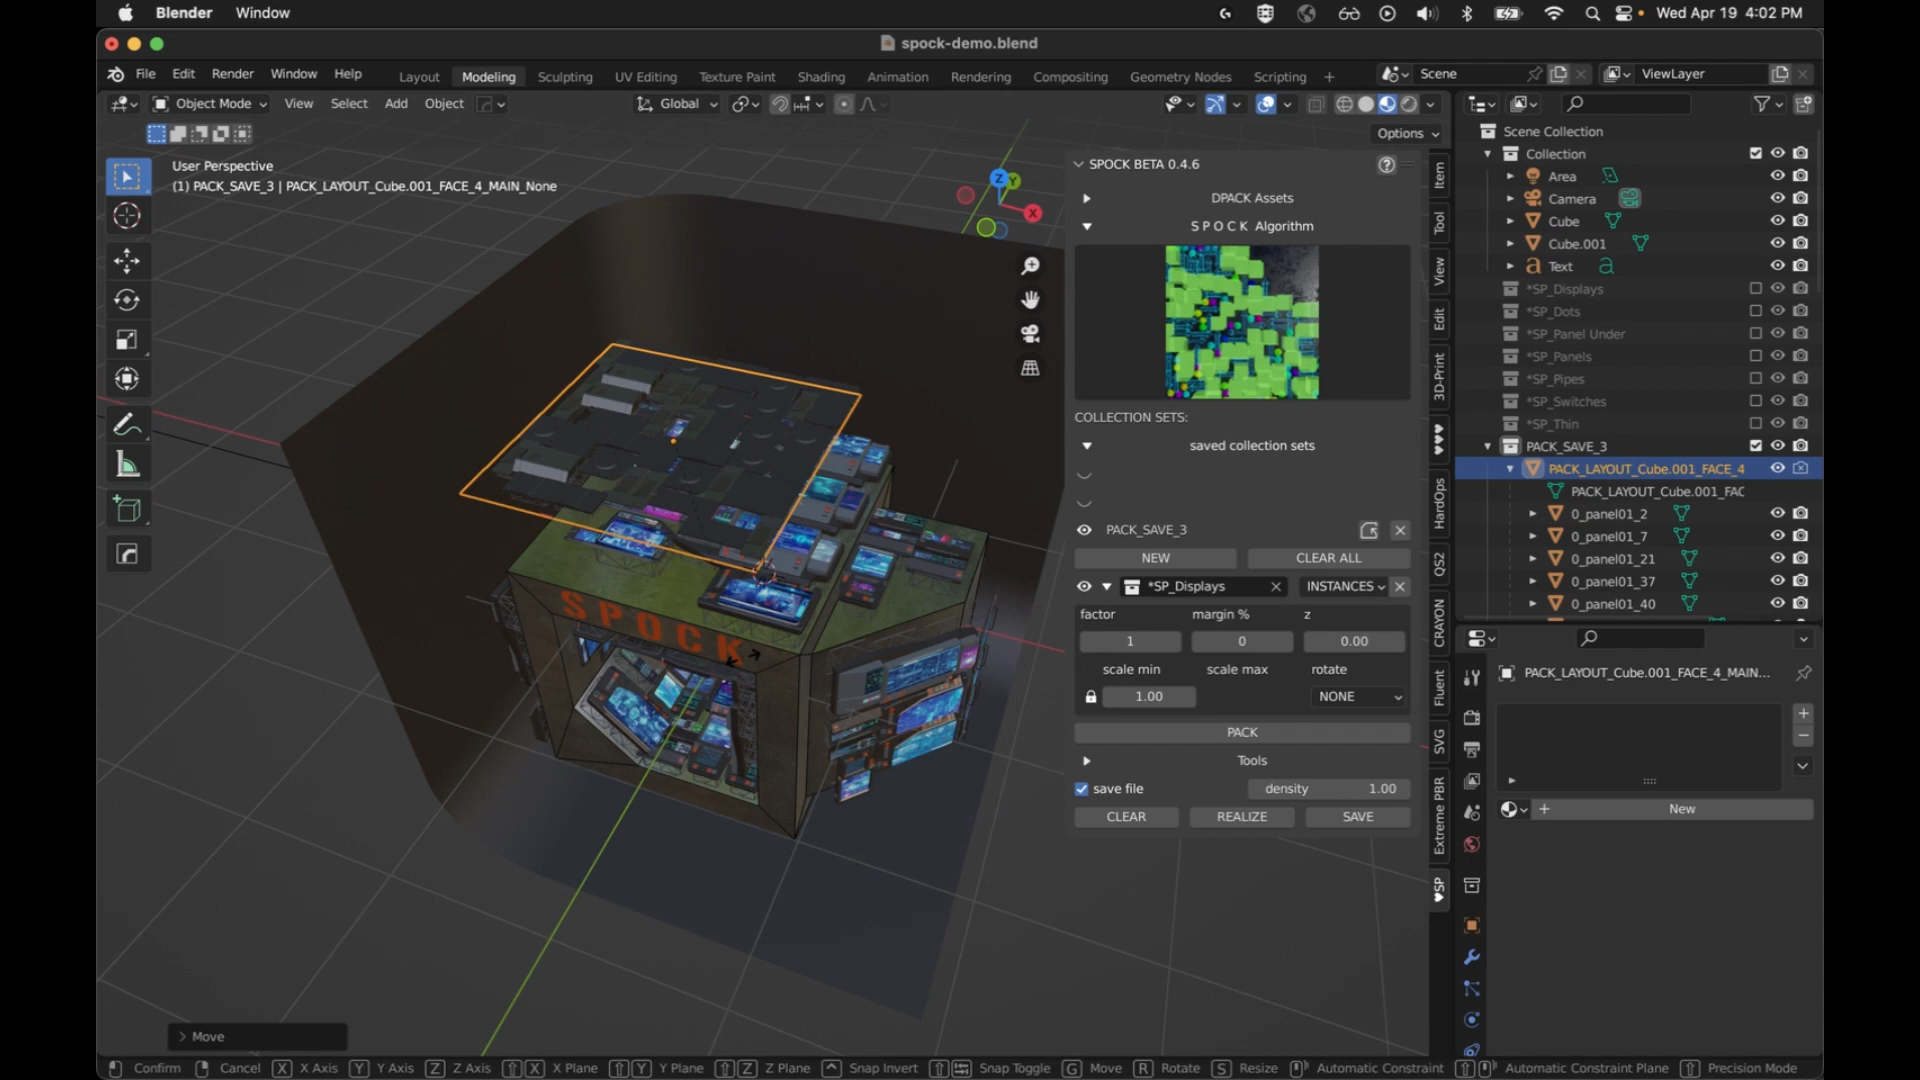 Blender Window Wed Apr 19 4:02 PM
spock-demo.blend
File Edit Render Window Help Layout Modeling Sculpting UV Editing Texture Paint Shading Animation Rendering Compositing Geometry Nodes Scripting + Scene ViewLayer
Object Mode View Select Add Object Global
Options
User Perspective
(1) PACK_SAVE_3 | PACK_LAYOUT_Cube.001_FACE_4_MAIN_None
Z Y X
SPOCK
Move
SPOCK BETA 0.4.6
DPACK Assets
S P O C K Algorithm
COLLECTION SETS:
saved collection sets
PACK_SAVE_3
NEW CLEAR ALL
*SP_Displays INSTANCES
factor margin % z
1 0 0.00
scale min scale max rotate
1.00 NONE
PACK
Tools
save file density 1.00
CLEAR REALIZE SAVE
Item
Tool
View
Edit
3D-Print
♥♥♥
HardOps
QS2
CRAYON
Fluent
SVG
Extreme PBR
♥SP
Scene Collection
Collection
Area
Camera
Cube
Cube.001
Text
*SP_Displays
*SP_Dots
*SP_Panel Under
*SP_Panels
*SP_Pipes
*SP_Switches
*SP_Thin
PACK_SAVE_3
PACK_LAYOUT_Cube.001_FACE_4
PACK_LAYOUT_Cube.001_FAC
0_panel01_2
0_panel01_7
0_panel01_21
0_panel01_37
0_panel01_40
PACK_LAYOUT_Cube.001_FACE_4_MAIN...
New
Confirm Cancel X X Axis Y Y Axis Z Z Axis X X Plane Y Y Plane Z Z Plane Snap Invert Snap Toggle G Move R Rotate S Resize Automatic Constraint Automatic Constraint Plane Precision Mode